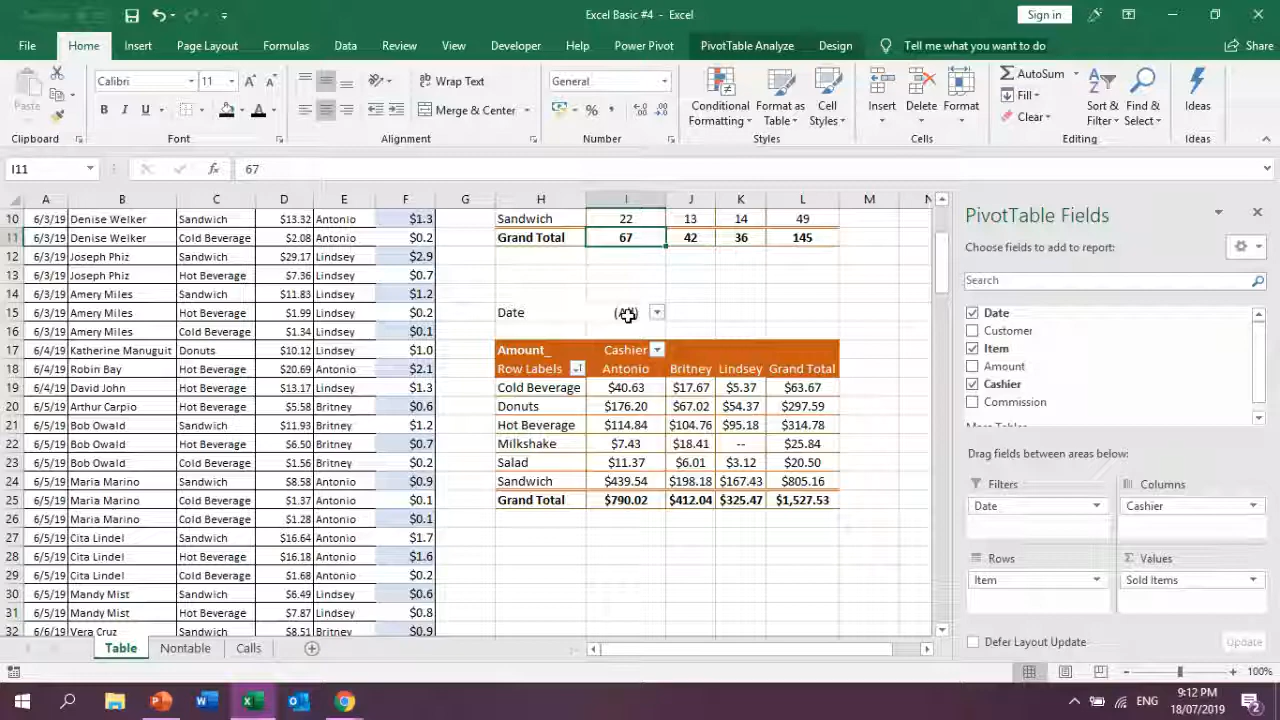 Excel Basic #4 - Excel
Sign in
File Home Insert Page Layout Formulas Data Review View Developer Help Power Pivot PivotTable Analyze Design Tell me what you want to do Share
Paste
Calibri 11
Wrap Text
General
Conditional Formatting
Format as Table
Cell Styles
Insert
Delete
Format
AutoSum
Fill
Clear
Sort & Filter
Find & Select
Ideas
Merge & Center
Clipboard Font Alignment Number Styles Cells Editing Ideas
I11 fx 67
A B C D E F G H I J K L M N
10 6/3/19 Denise Welker Sandwich $13.32 Antonio $1.3 Sandwich 22 13 14 49
11 6/3/19 Denise Welker Cold Beverage $2.08 Antonio $0.2 Grand Total 67 42 36 145
12 6/3/19 Joseph Phiz Sandwich $29.17 Lindsey $2.9
13 6/3/19 Joseph Phiz Hot Beverage $7.36 Lindsey $0.7
14 6/3/19 Amery Miles Sandwich $11.83 Lindsey $1.2
15 6/3/19 Amery Miles Hot Beverage $1.99 Lindsey $0.2 Date
16 6/3/19 Amery Miles Cold Beverage $1.34 Lindsey $0.1
17 6/4/19 Katherine Manuguit Donuts $10.12 Lindsey $1.0 Amount_ Cashier
18 6/4/19 Robin Bay Hot Beverage $20.69 Antonio $2.1 Row Labels Antonio Britney Lindsey Grand Total
19 6/4/19 David John Hot Beverage $13.17 Lindsey $1.3 Cold Beverage $40.63 $17.67 $5.37 $63.67
20 6/5/19 Arthur Carpio Hot Beverage $5.58 Britney $0.6 Donuts $176.20 $67.02 $54.37 $297.59
21 6/5/19 Bob Owald Sandwich $11.93 Britney $1.2 Hot Beverage $114.84 $104.76 $95.18 $314.78
22 6/5/19 Bob Owald Hot Beverage $6.50 Britney $0.7 Milkshake $7.43 $18.41 -- $25.84
23 6/5/19 Bob Owald Cold Beverage $1.56 Britney $0.2 Salad $11.37 $6.01 $3.12 $20.50
24 6/5/19 Maria Marino Sandwich $8.58 Antonio $0.9 Sandwich $439.54 $198.18 $167.43 $805.16
25 6/5/19 Maria Marino Cold Beverage $1.37 Antonio $0.1 Grand Total $790.02 $412.04 $325.47 $1,527.53
26 6/5/19 Maria Marino Cold Beverage $1.28 Antonio $0.1
27 6/5/19 Cita Lindel Sandwich $16.64 Antonio $1.7
28 6/5/19 Cita Lindel Hot Beverage $16.18 Antonio $1.6
29 6/5/19 Cita Lindel Cold Beverage $1.68 Antonio $0.2
30 6/5/19 Mandy Mist Sandwich $6.49 Lindsey $0.6
31 6/5/19 Mandy Mist Hot Beverage $7.87 Lindsey $0.8
32 6/6/19 Vera Cruz Sandwich $8.51 Britney $0.9
PivotTable Fields
Choose fields to add to report:
Search
Date
Customer
Item
Amount
Cashier
Commission
More Tables
Drag fields between areas below:
Filters Columns
Date Cashier
Rows Values
Item Sold Items
Defer Layout Update Update
Table Nontable Calls
100%
ENG 9:12 PM
18/07/2019
2